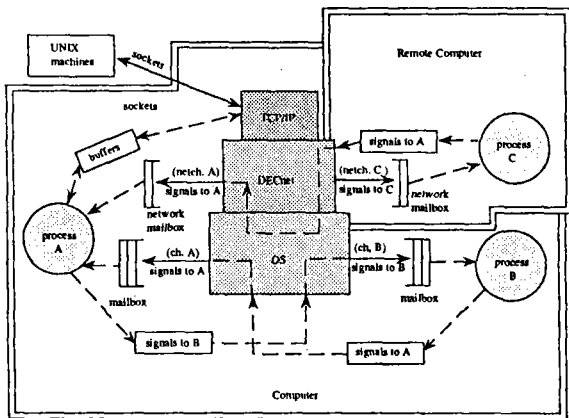 UNIX
machines
sockets
Remote Computer
sockets
TCP/IP
signals to A
process
C
buffers
(netch. A)
signals to A
DECnet
(netch. C)
signals to C
network
mailbox
network
mailbox
process
A
(ch. A)
signals to A
OS
(ch, B)
signals to B
process
B
mailbox
mailbox
signals to B
signals to A
Computer